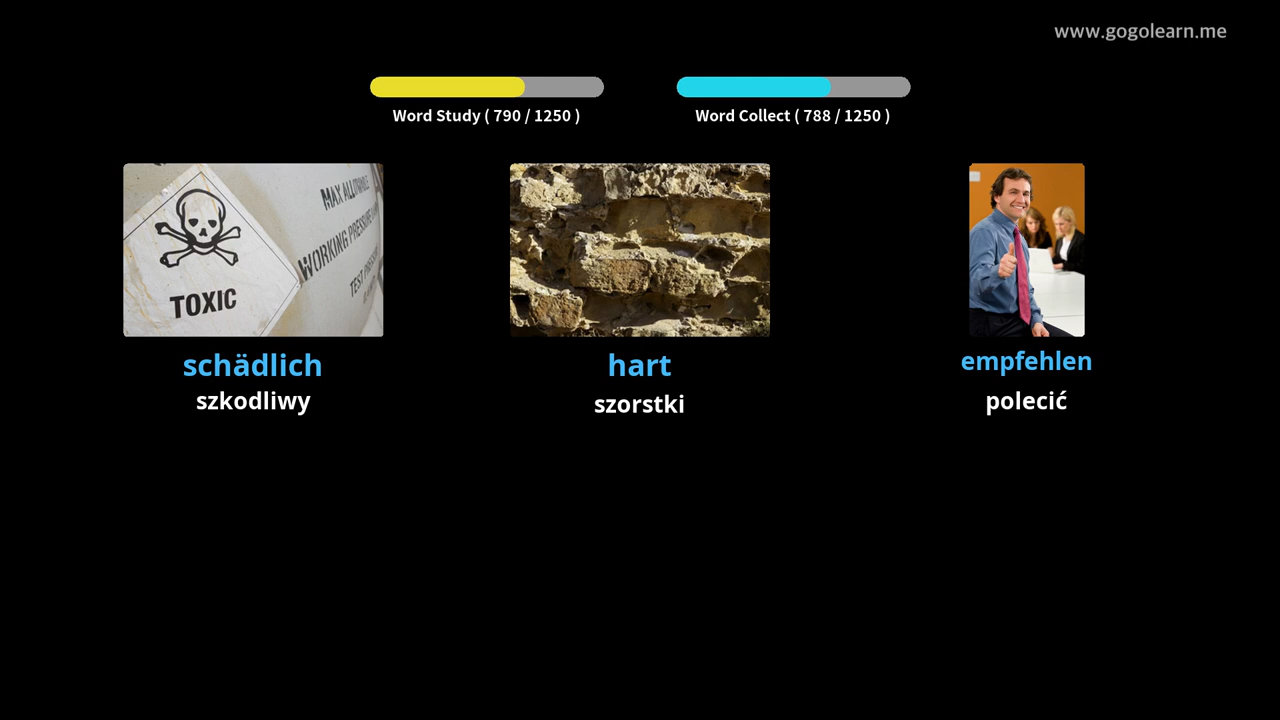 www.gogolearn.me
Word Study ( 790 / 1250 )
Word Collect ( 788 / 1250 )
MAX ALLOWABLE
WORKING PRESSURE
TEST
TOXIC
schädlich
hart
empfehlen
szkodliwy
szorstki
polecić